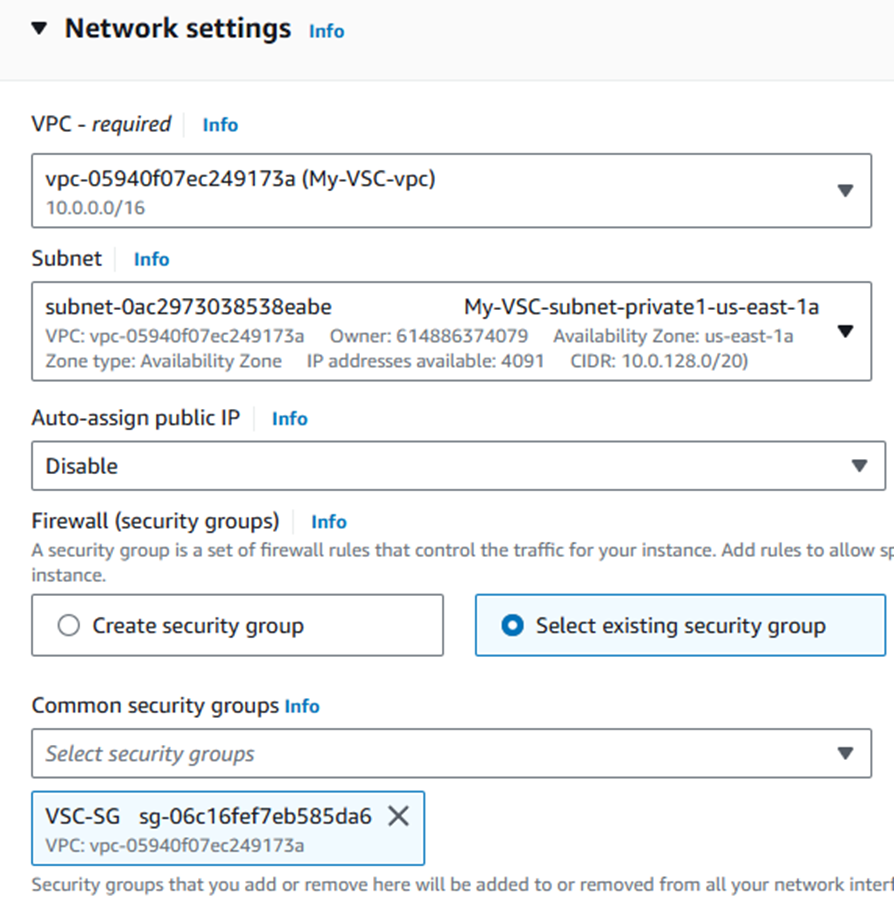 Network settings Info
VPC - required Info
vpc-05940f07ec249173a (My-VSC-vpc)
10.0.0.0/16
Subnet Info
subnet-0ac2973038538eabe My-VSC-subnet-private1-us-east-1a
VPC: vpc-05940f07ec249173a Owner: 614886374079 Availability Zone: us-east-1a
Zone type: Availability Zone IP addresses available: 4091 CIDR: 10.0.128.0/20)
Auto-assign public IP Info
Disable
Firewall (security groups) Info
A security group is a set of firewall rules that control the traffic for your instance. Add rules to allow sp
instance.
Create security group
Select existing security group
Common security groups Info
Select security groups
VSC-SG sg-06c16fef7eb585da6
VPC: vpc-05940f07ec249173a
Security groups that you add or remove here will be added to or removed from all your network interf